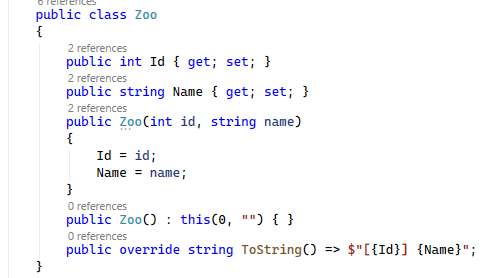 6 references
public class Zoo
{
2 references
public int Id { get; set; }
2 references
public string Name { get; set; }
2 references
public Zoo(int id, string name)
{
Id = id;
Name = name;
}
0 references
public Zoo() : this(0, "") { }
0 references
public override string ToString() => $"[{Id}] {Name}";
}